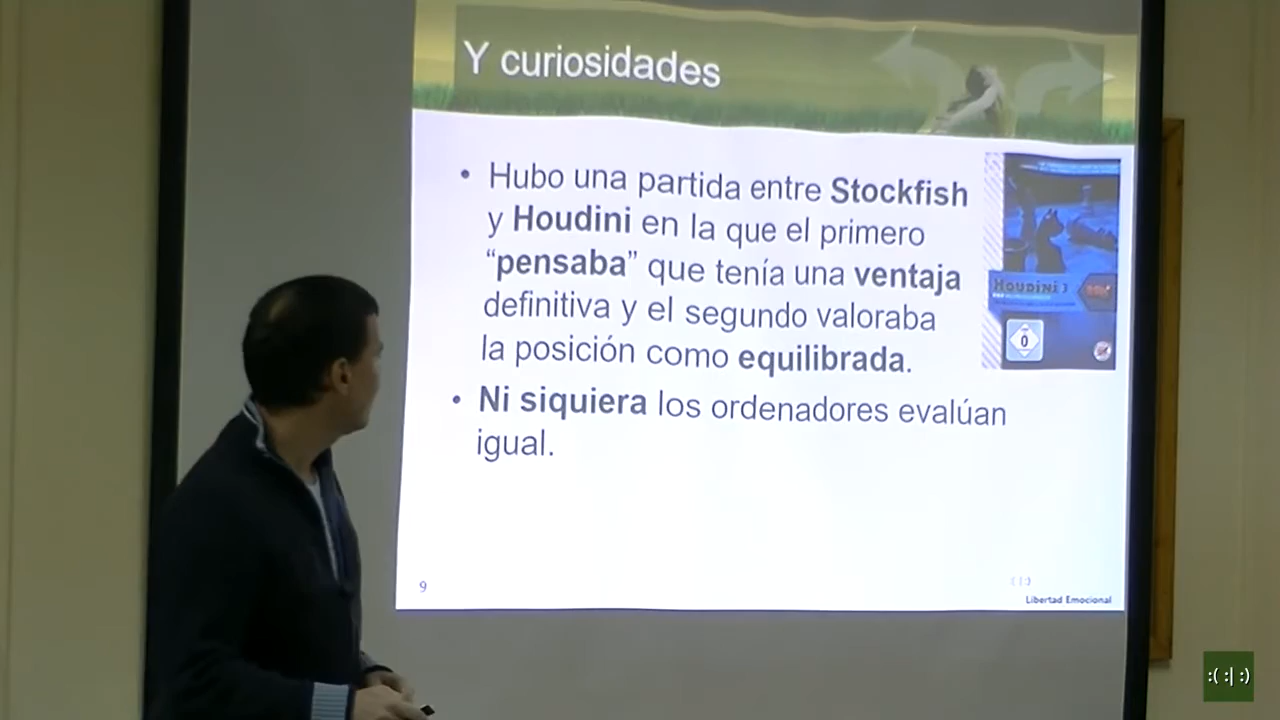 Y curiosidades
• Hubo una partida entre Stockfish
y Houdini en la que el primero
“pensaba” que tenía una ventaja
definitiva y el segundo valoraba
la posición como equilibrada.
HOUDINI 3
0
• Ni siquiera los ordenadores evalúan
igual.
9
Libertad Emocional
:( :| :)